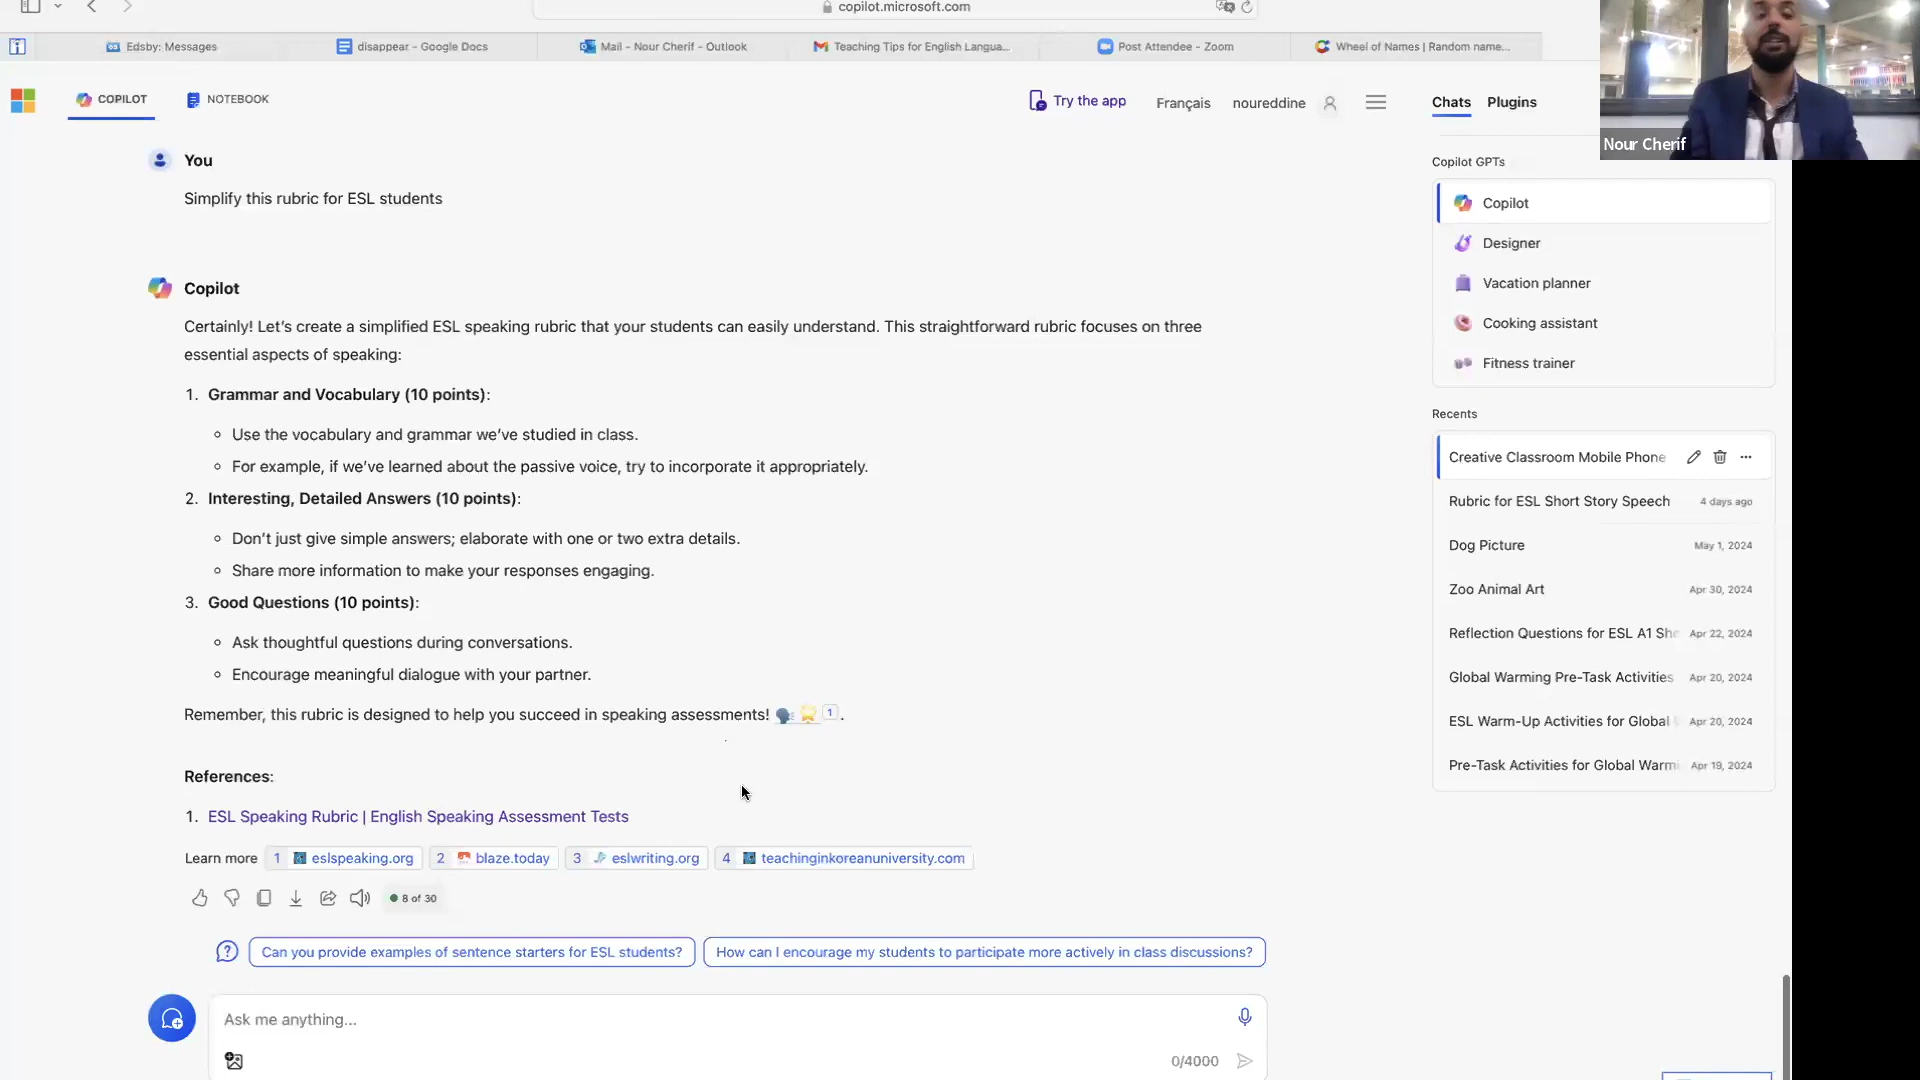 copilot.microsoft.com
Edsby: Messages
disappear - Google Docs
Mail - Nour Cherif - Outlook
Teaching Tips for English Langua...
Post Attendee - Zoom
Wheel of Names | Random name...
COPILOT
NOTEBOOK
Try the app
Français
noureddine
Chats
Plugins
Nour Cherif
You
Simplify this rubric for ESL students
Copilot
Certainly! Let's create a simplified ESL speaking rubric that your students can easily understand. This straightforward rubric focuses on three
essential aspects of speaking:
1. Grammar and Vocabulary (10 points):
Use the vocabulary and grammar we've studied in class.
For example, if we've learned about the passive voice, try to incorporate it appropriately.
2. Interesting, Detailed Answers (10 points):
Don't just give simple answers; elaborate with one or two extra details.
Share more information to make your responses engaging.
3. Good Questions (10 points):
Ask thoughtful questions during conversations.
Encourage meaningful dialogue with your partner.
Remember, this rubric is designed to help you succeed in speaking assessments! 🗣️🌟 1 .
References:
1. ESL Speaking Rubric | English Speaking Assessment Tests
Learn more 1 eslspeaking.org 2 blaze.today 3 eslwriting.org 4 teachinginkoreanuniversity.com
8 of 30
Can you provide examples of sentence starters for ESL students?
How can I encourage my students to participate more actively in class discussions?
Ask me anything...
0/4000
Copilot GPTs
Copilot
Designer
Vacation planner
Cooking assistant
Fitness trainer
Recents
Creative Classroom Mobile Phone
Rubric for ESL Short Story Speech 4 days ago
Dog Picture May 1, 2024
Zoo Animal Art Apr 30, 2024
Reflection Questions for ESL A1 Sho Apr 22, 2024
Global Warming Pre-Task Activities Apr 20, 2024
ESL Warm-Up Activities for Global Apr 20, 2024
Pre-Task Activities for Global Warmi Apr 19, 2024